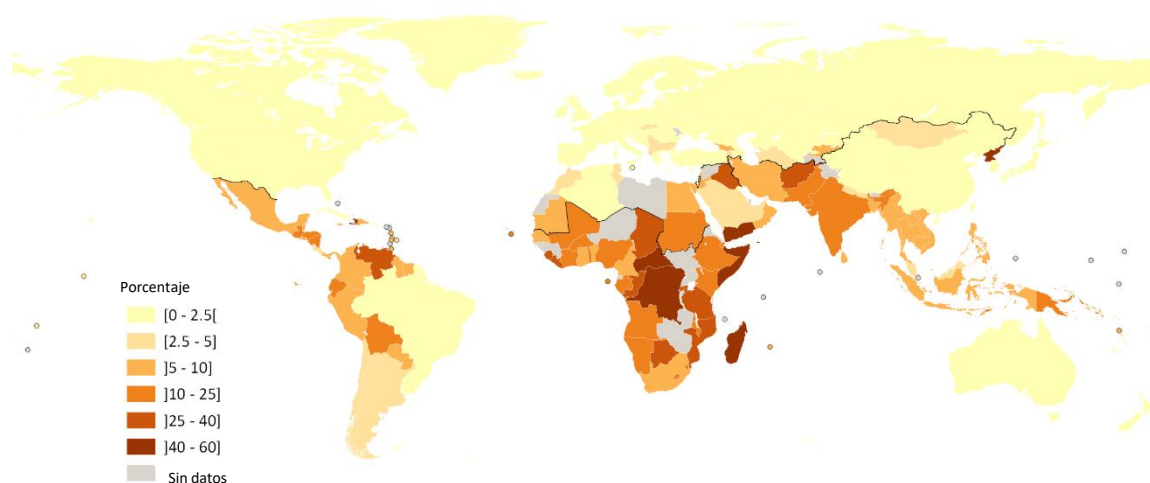 Porcentaje
[0 - 2.5[
[2.5 - 5]
]5 - 10]
]10 - 25]
]25 - 40]
]40 - 60]
Sin datos